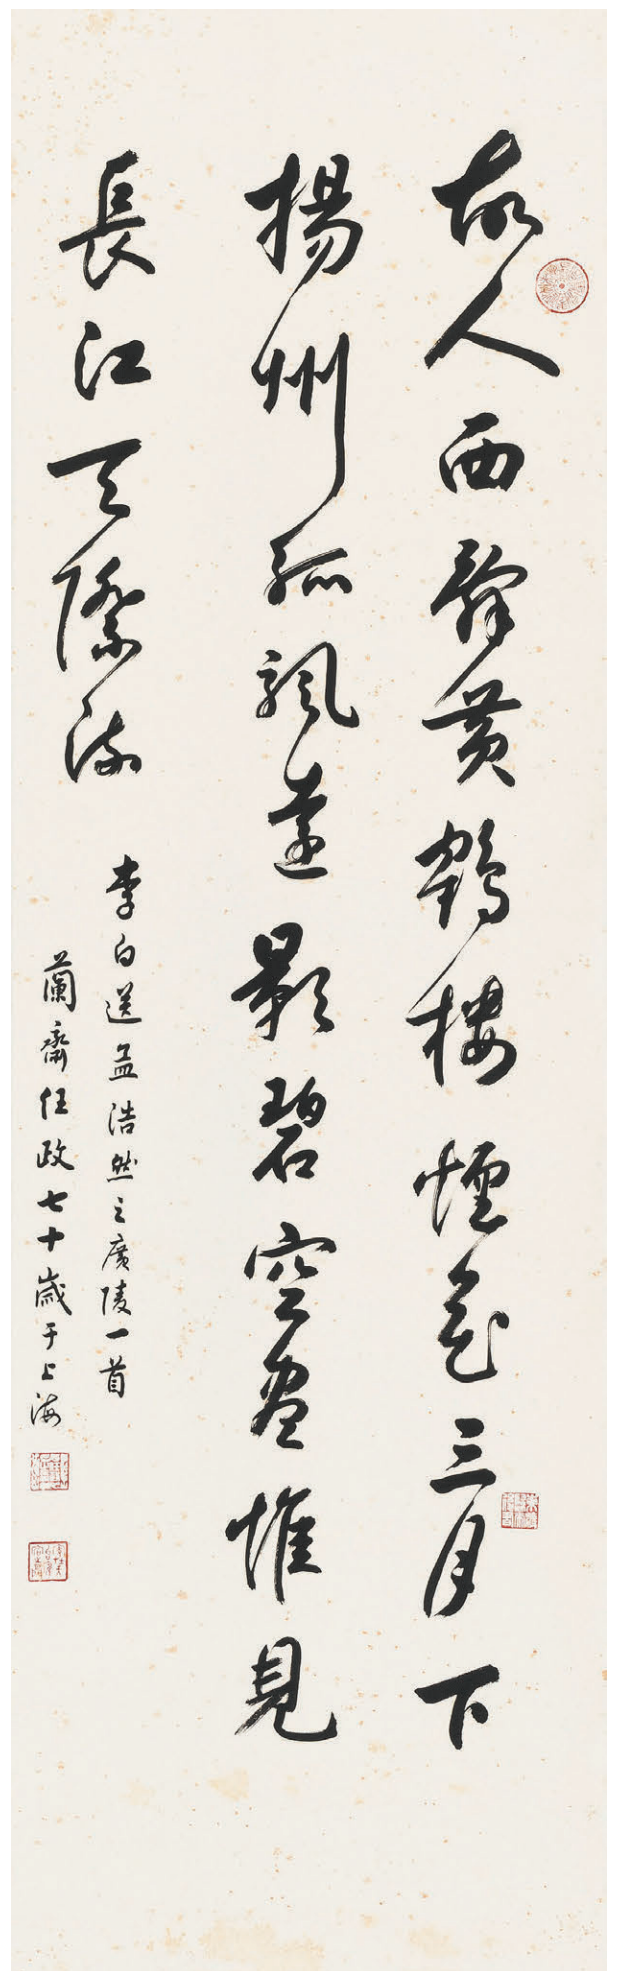 故人西辭黃鶴樓煙花三月下
揚州孤帆遠影碧空盡惟見
長江天際流
李白送孟浩然之廣陵一首
蘭齋任政七十歲于上海